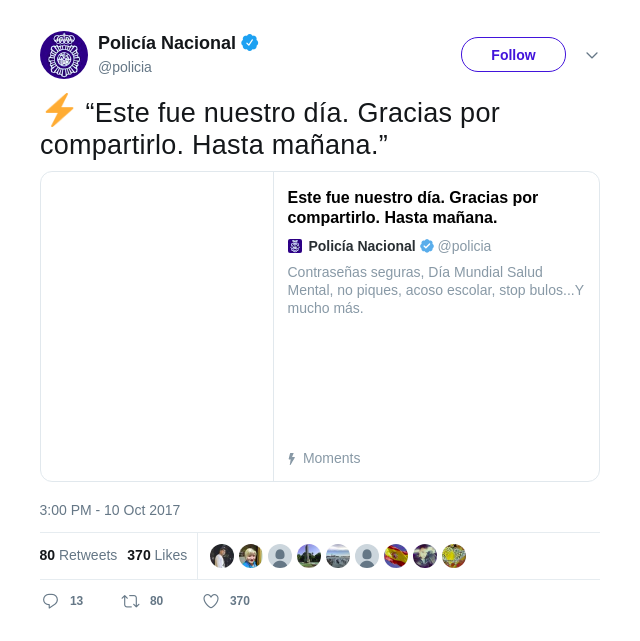 Policía Nacional
@policia
Follow
⚡ “Este fue nuestro día. Gracias por
compartirlo. Hasta mañana.”
Este fue nuestro día. Gracias por
compartirlo. Hasta mañana.
Policía Nacional @policia
Contraseñas seguras, Día Mundial Salud
Mental, no piques, acoso escolar, stop bulos...Y
mucho más.
Moments
3:00 PM - 10 Oct 2017
80 Retweets 370 Likes
13 80 370